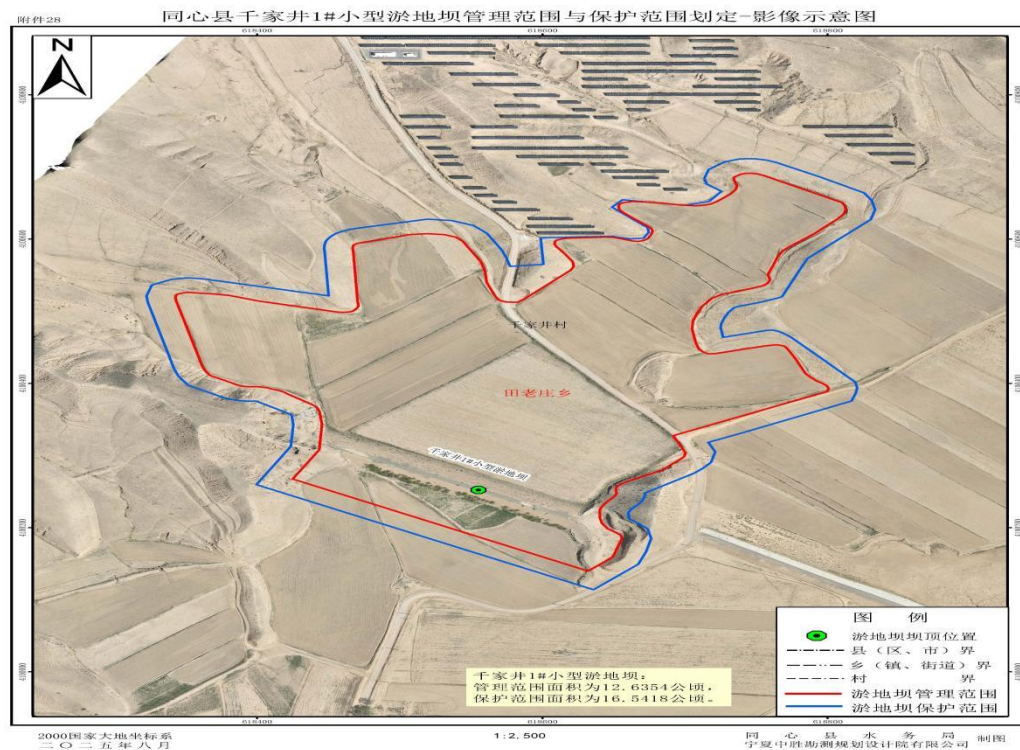 附件28
同心县千家井1#小型淤地坝管理范围与保护范围划定-影像示意图
N
618400
618600
618800
千家井村
田老庄乡
千家井1#小型淤地坝
图 例
淤地坝坝顶位置
县（区、市）界
乡（镇、街道）界
村 界
淤地坝管理范围
淤地坝保护范围
千家井1#小型淤地坝：
管理范围面积为12.6354公顷，
保护范围面积为16.5418公顷。
618400
618600
618800
2000国家大地坐标系
二〇二五年八月
1:2,500
同心县水务局
宁夏中胜勘测规划设计院有限公司
制图